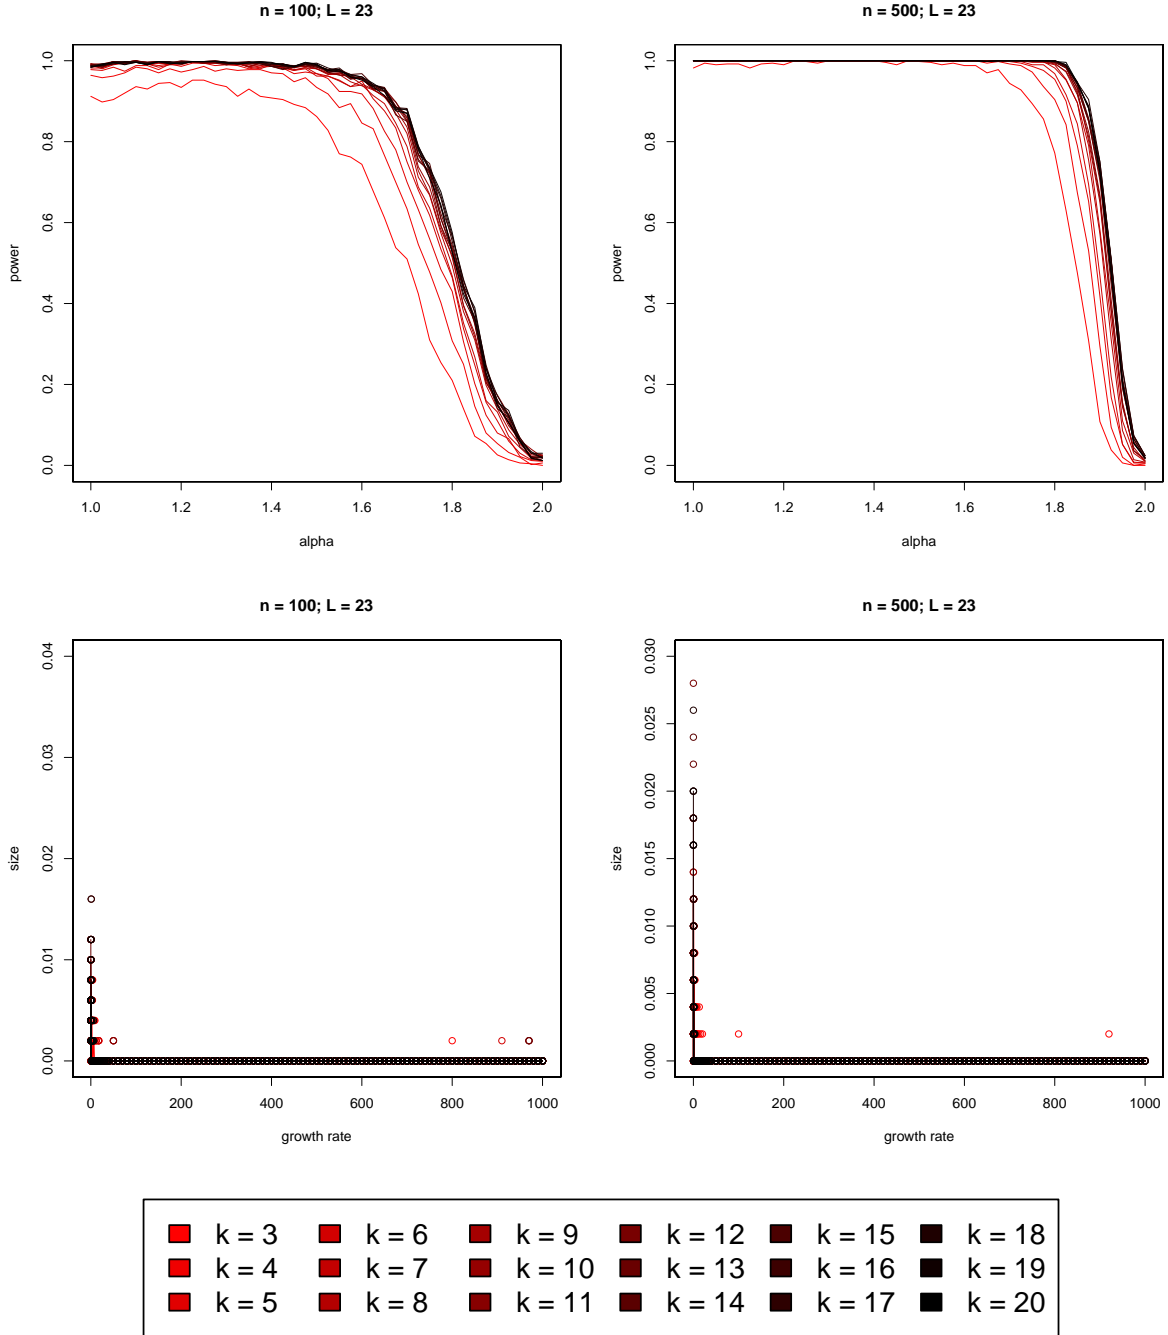 n = 100; L = 23
n = 500; L = 23
power
1.0
0.8
0.6
0.4
0.2
0.0
1.0 1.2 1.4 1.6 1.8 2.0
alpha
power
1.0
0.8
0.6
0.4
0.2
0.0
1.0 1.2 1.4 1.6 1.8 2.0
alpha
n = 100; L = 23
n = 500; L = 23
size
0.04
0.03
0.02
0.01
0.00
0 200 400 600 800 1000
growth rate
size
0.030
0.025
0.020
0.015
0.010
0.005
0.000
0 200 400 600 800 1000
growth rate
k = 3 k = 6 k = 9 k = 12 k = 15 k = 18
k = 4 k = 7 k = 10 k = 13 k = 16 k = 19
k = 5 k = 8 k = 11 k = 14 k = 17 k = 20